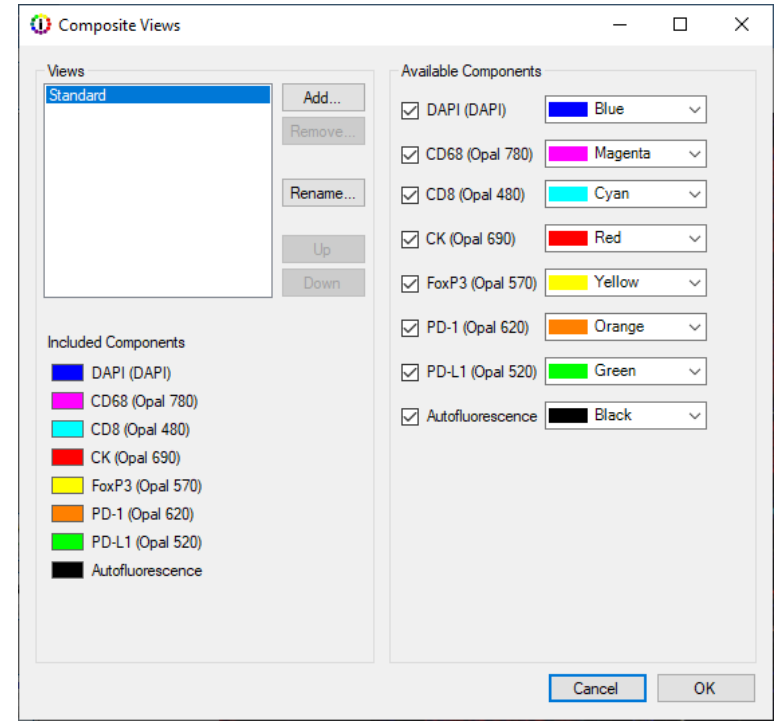 Composite Views
Views
Standard
Add...
Remove...
Rename...
Up
Down
Included Components
DAPI (DAPI)
CD68 (Opal 780)
CD8 (Opal 480)
CK (Opal 690)
FoxP3 (Opal 570)
PD-1 (Opal 620)
PD-L1 (Opal 520)
Autofluorescence
Available Components
DAPI (DAPI) Blue
CD68 (Opal 780) Magenta
CD8 (Opal 480) Cyan
CK (Opal 690) Red
FoxP3 (Opal 570) Yellow
PD-1 (Opal 620) Orange
PD-L1 (Opal 520) Green
Autofluorescence Black
Cancel OK